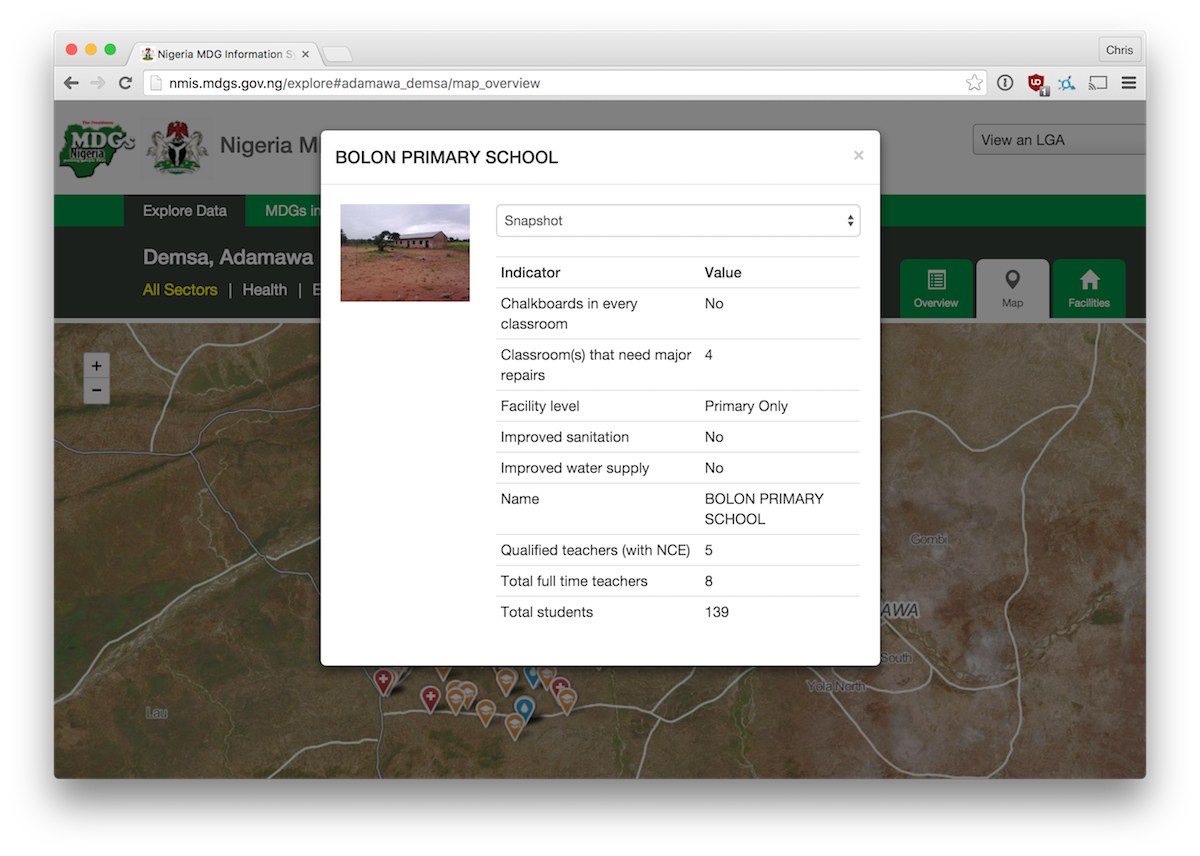 Nigeria MDG Information Sy
Chris
nmis.mdgs.gov.ng/explore#adamawa_demsa/map_overview
1
MDGs
Nigeria
Nigeria M
View an LGA
Explore Data
MDGs in
Demsa, Adamawa
All Sectors | Health | E
Overview
Map
Facilities
+
−
BOLON PRIMARY SCHOOL
×
Snapshot
Indicator Value
Chalkboards in every No
classroom
Classroom(s) that need major 4
repairs
Facility level Primary Only
Improved sanitation No
Improved water supply No
Name BOLON PRIMARY
SCHOOL
Qualified teachers (with NCE) 5
Total full time teachers 8
Total students 139
Gombi
AWA
South
Yola North
Lau